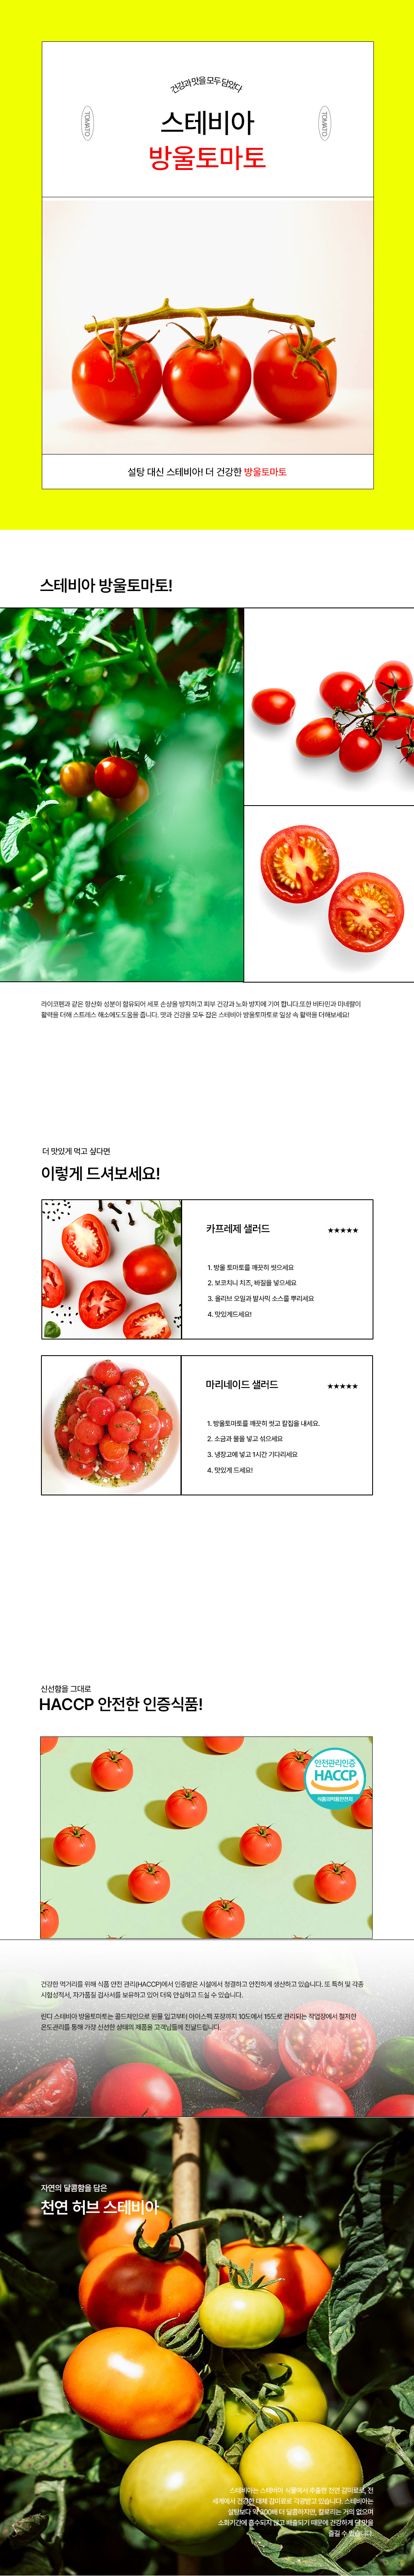 건강과 맛을 모두 담았다
TOMATO
스테비아
TOMATO
방울토마토
설탕 대신 스테비아! 더 건강한 방울토마토
스테비아 방울토마토!
라이코펜과 같은 항산화 성분이 함유되어 세포 손상을 방지하고 피부 건강과 노화 방지에 기여 합니다.또한 비타민과 미네랄이
활력을 더해 스트레스 해소에도도움을 줍니다. 맛과 건강을 모두 잡은 스테비아 방울토마토로 일상 속 활력을 더해보세요!
더 맛있게 먹고 싶다면
이렇게 드셔보세요!
카프레제 샐러드 ★★★★★
1. 방울 토마토를 깨끗히 씻으세요
2. 보코치니 치즈, 바질을 넣으세요
3. 올리브 오일과 발사믹 소스를 뿌리세요
4. 맛있게드세요!
마리네이드 샐러드 ★★★★★
1. 방울토마토를 깨끗히 씻고 칼집을 내세요.
2. 소금과 물을 넣고 섞으세요
3. 냉장고에 넣고 1시간 기다리세요
4. 맛있게 드세요!
신선함을 그대로
HACCP 안전한 인증식품!
안전관리인증
HACCP
식품의약품안전처
건강한 먹거리를 위해 식품 안전 관리(HACCP)에서 인증받은 시설에서 청결하고 안전하게 생산하고 있습니다. 또 특허 및 각종
시험성적서, 자가품질 검사서를 보유하고 있어 더욱 안심하고 드실 수 있습니다.
린디 스테비아 방울토마토는 콜드체인으로 원물 입고부터 아이스팩 포장까지 10도에서 15도로 관리되는 작업장에서 철저한
온도관리를 통해 가장 신선한 상태의 제품을 고객님들께 전달드립니다.
자연의 달콤함을 담은
천연 허브 스테비아
스테비아는 스테비아 식물에서 추출한 천연 감미료로, 전
세계에서 건강한 대체 감미료로 각광받고 있습니다. 스테비아는
설탕보다 약 300배 더 달콤하지만, 칼로리는 거의 없으며
소화기간에 흡수되지 않고 배출되기 때문에 건강하게 단맛을
즐길 수 있습니다.